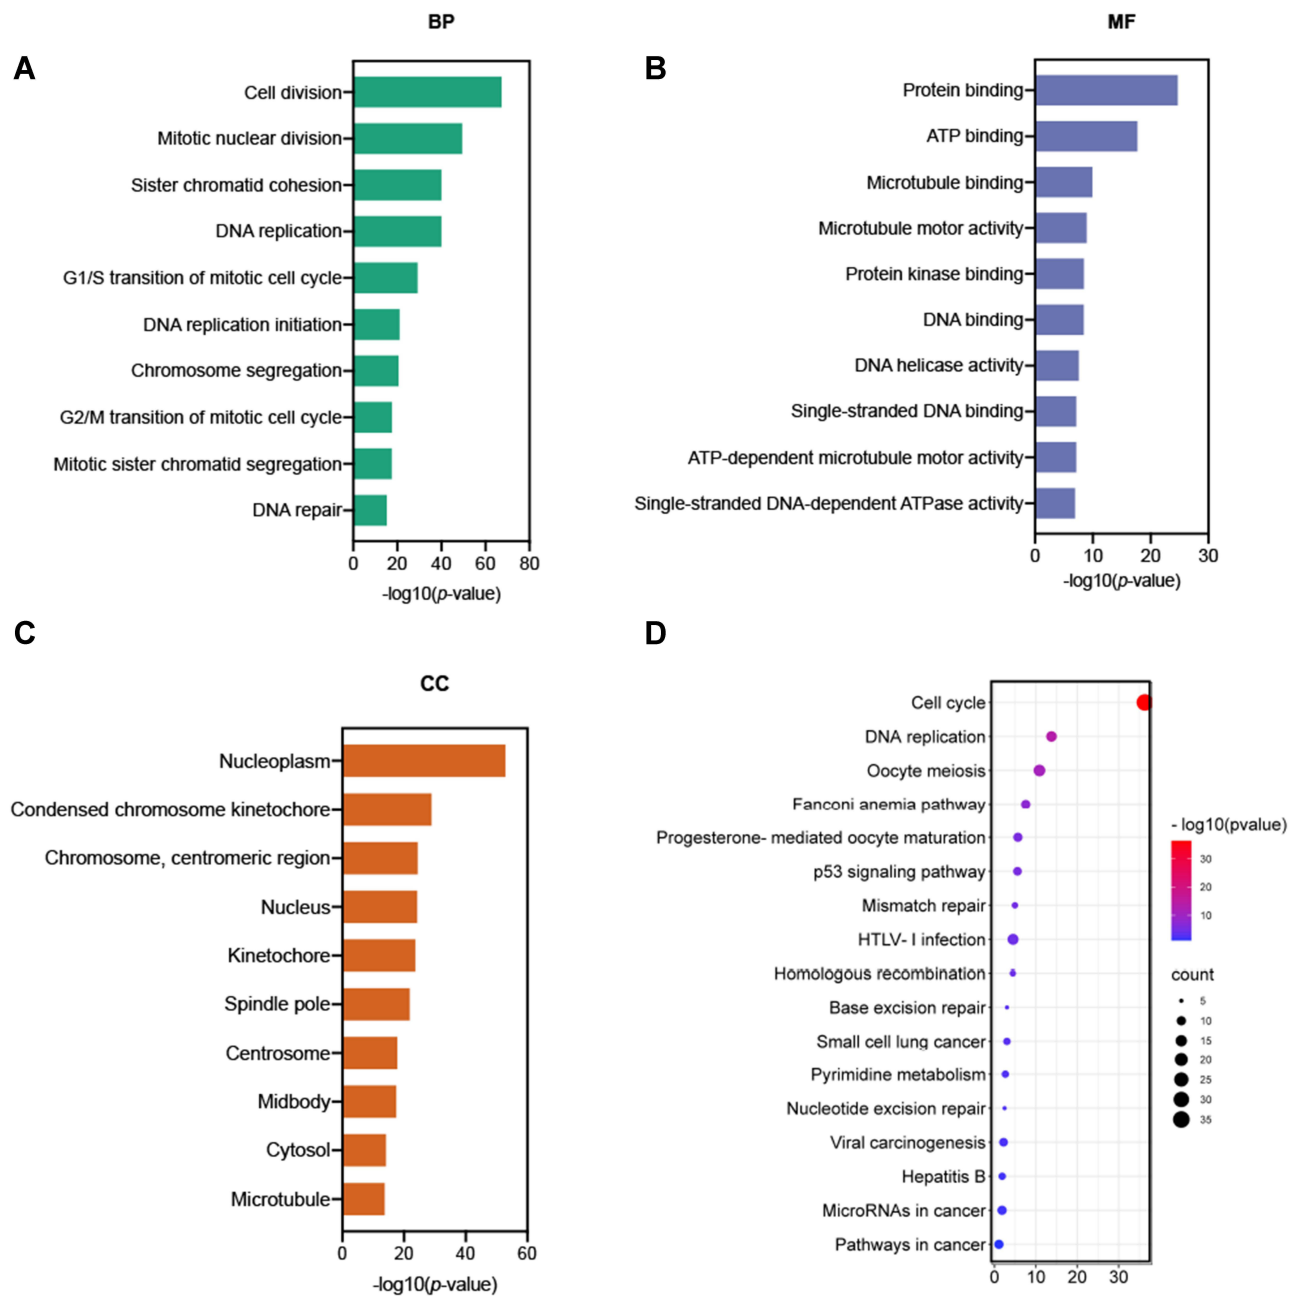 BP
A
Cell division
Mitotic nuclear division
Sister chromatid cohesion
DNA replication
G1/S transition of mitotic cell cycle
DNA replication initiation
Chromosome segregation
G2/M transition of mitotic cell cycle
Mitotic sister chromatid segregation
DNA repair
0 20 40 60 80
-log10(p-value)
MF
B
Protein binding
ATP binding
Microtubule binding
Microtubule motor activity
Protein kinase binding
DNA binding
DNA helicase activity
Single-stranded DNA binding
ATP-dependent microtubule motor activity
Single-stranded DNA-dependent ATPase activity
0 10 20 30
-log10(p-value)
C
CC
Nucleoplasm
Condensed chromosome kinetochore
Chromosome, centromeric region
Nucleus
Kinetochore
Spindle pole
Centrosome
Midbody
Cytosol
Microtubule
0 20 40 60
-log10(p-value)
D
Cell cycle
DNA replication
Oocyte meiosis
Fanconi anemia pathway
Progesterone- mediated oocyte maturation
p53 signaling pathway
Mismatch repair
HTLV- I infection
Homologous recombination
Base excision repair
Small cell lung cancer
Pyrimidine metabolism
Nucleotide excision repair
Viral carcinogenesis
Hepatitis B
MicroRNAs in cancer
Pathways in cancer
0 10 20 30
- log10(pvalue)
30
20
10
count
5
10
15
20
25
30
35